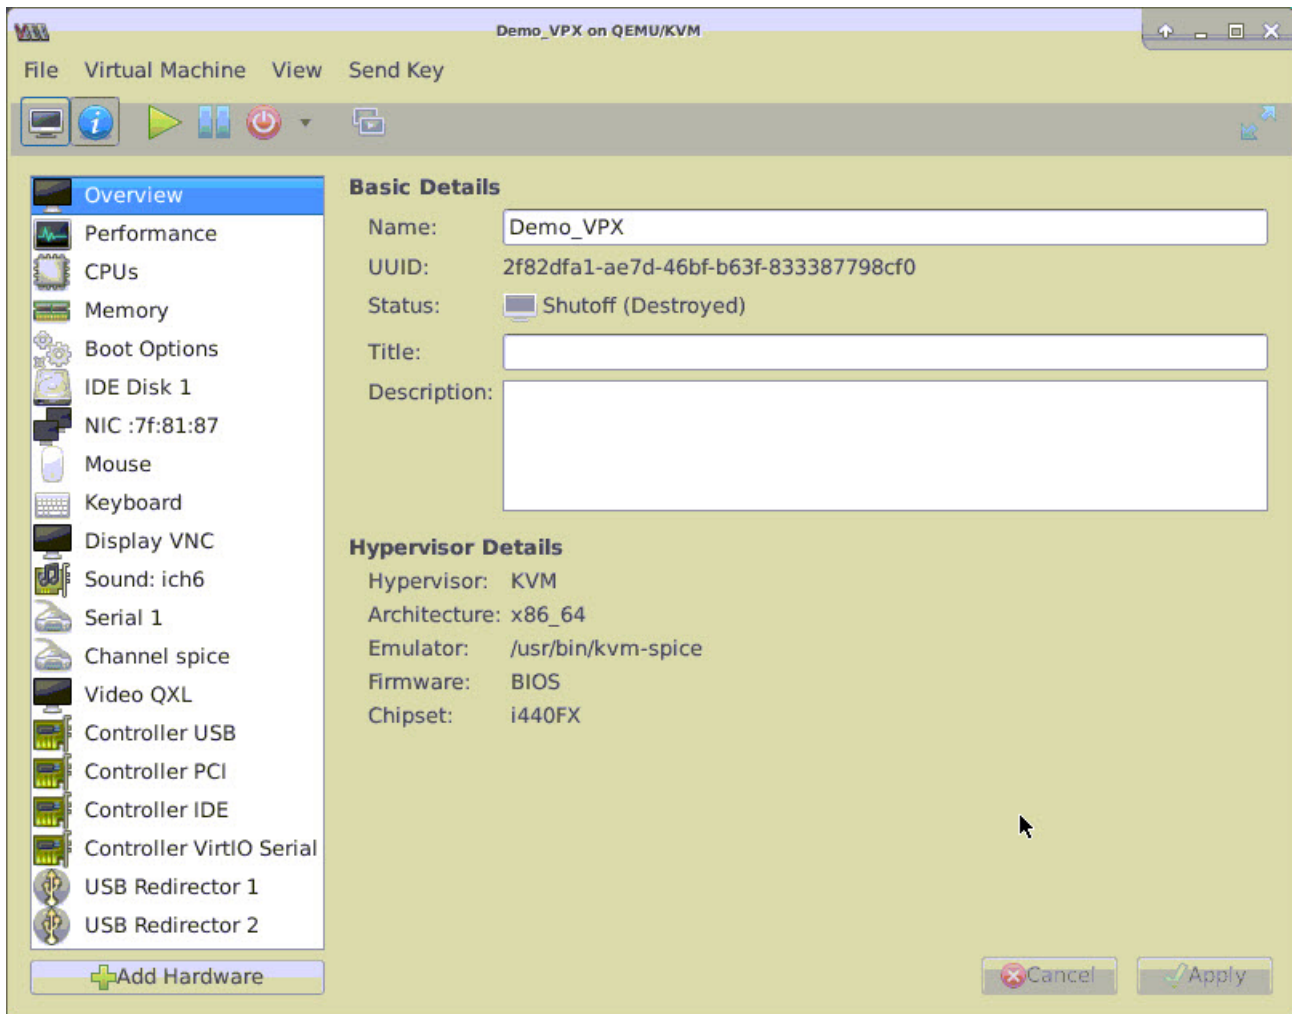 Demo_VPX on QEMU/KVM
File Virtual Machine View Send Key
Overview
Performance
CPUs
Memory
Boot Options
IDE Disk 1
NIC :7f:81:87
Mouse
Keyboard
Display VNC
Sound: ich6
Serial 1
Channel spice
Video QXL
Controller USB
Controller PCI
Controller IDE
Controller VirtIO Serial
USB Redirector 1
USB Redirector 2
Add Hardware
Basic Details
Name: Demo_VPX
UUID: 2f82dfa1-ae7d-46bf-b63f-833387798cf0
Status: Shutoff (Destroyed)
Title:
Description:
Hypervisor Details
Hypervisor: KVM
Architecture: x86_64
Emulator: /usr/bin/kvm-spice
Firmware: BIOS
Chipset: i440FX
Cancel Apply